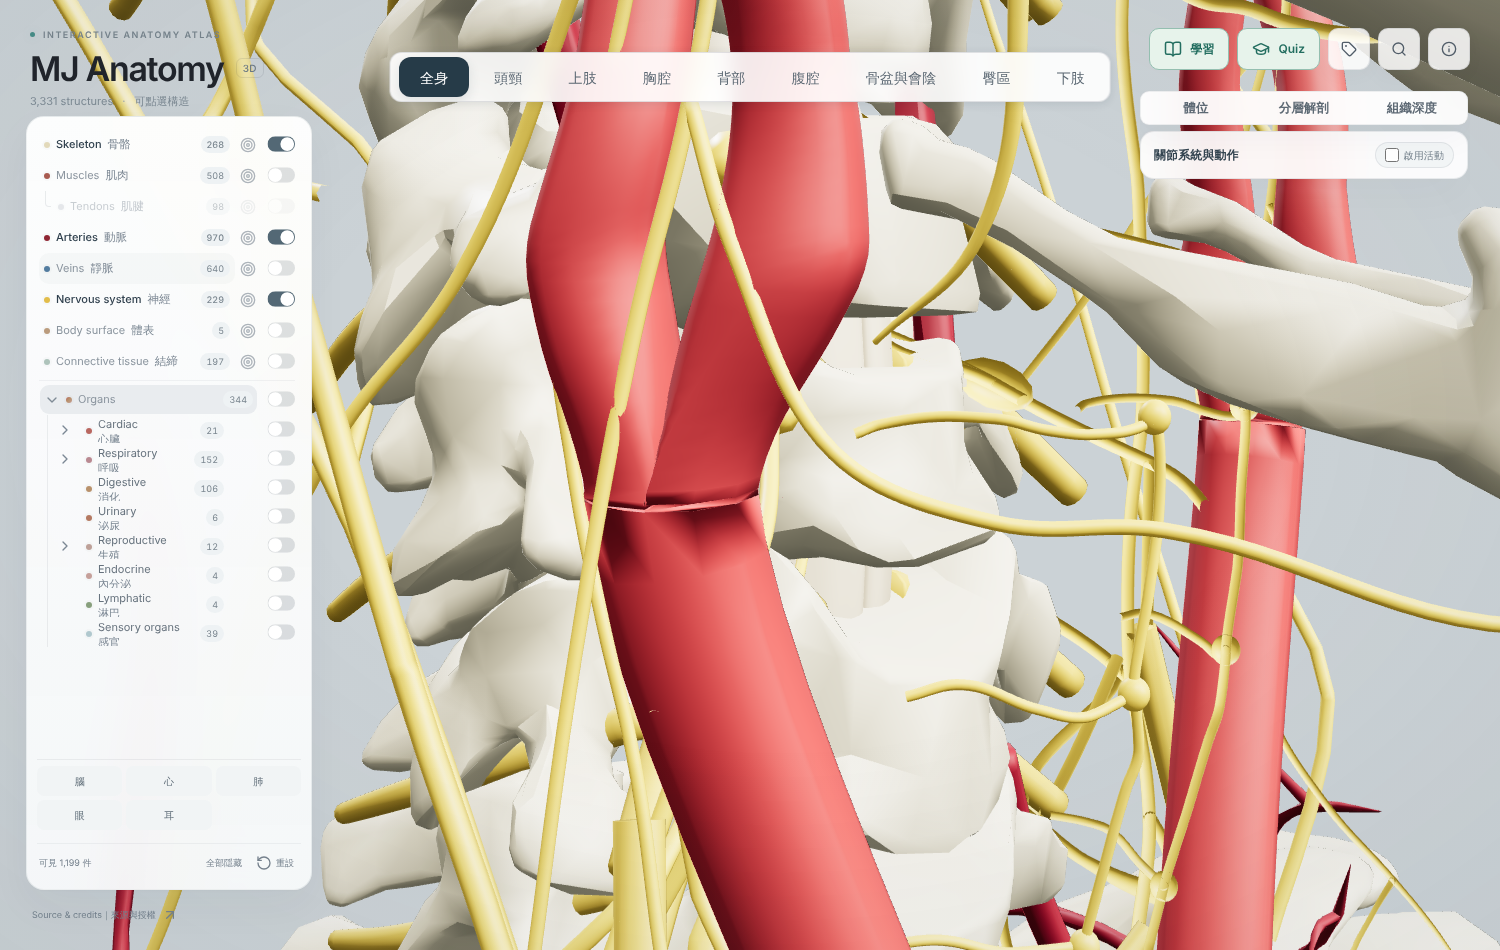 INTERACTIVE ANATOMY ATLAS
MJ Anatomy 3D
3,331 structures · 可點選構造
Skeleton 骨骼 268
Muscles 肌肉 508
Tendons 肌腱 98
Arteries 動脈 970
Veins 靜脈 640
Nervous system 神經 229
Body surface 體表 5
Connective tissue 結締 197
Organs 344
Cardiac 21
心臟
Respiratory 152
呼吸
Digestive 106
消化
Urinary 6
泌尿
Reproductive 12
生殖
Endocrine 4
內分泌
Lymphatic 4
淋巴
Sensory organs 39
感官
腦 心 肺
眼 耳
可見 1,199 件 全部隱藏 重設
Source & credits | 來源與授權
全身 頭頸 上肢 胸腔 背部 腹腔 骨盆與會陰 臀區 下肢
學習 Quiz
體位 分層解剖 組織深度
關節系統與動作 啟用活動